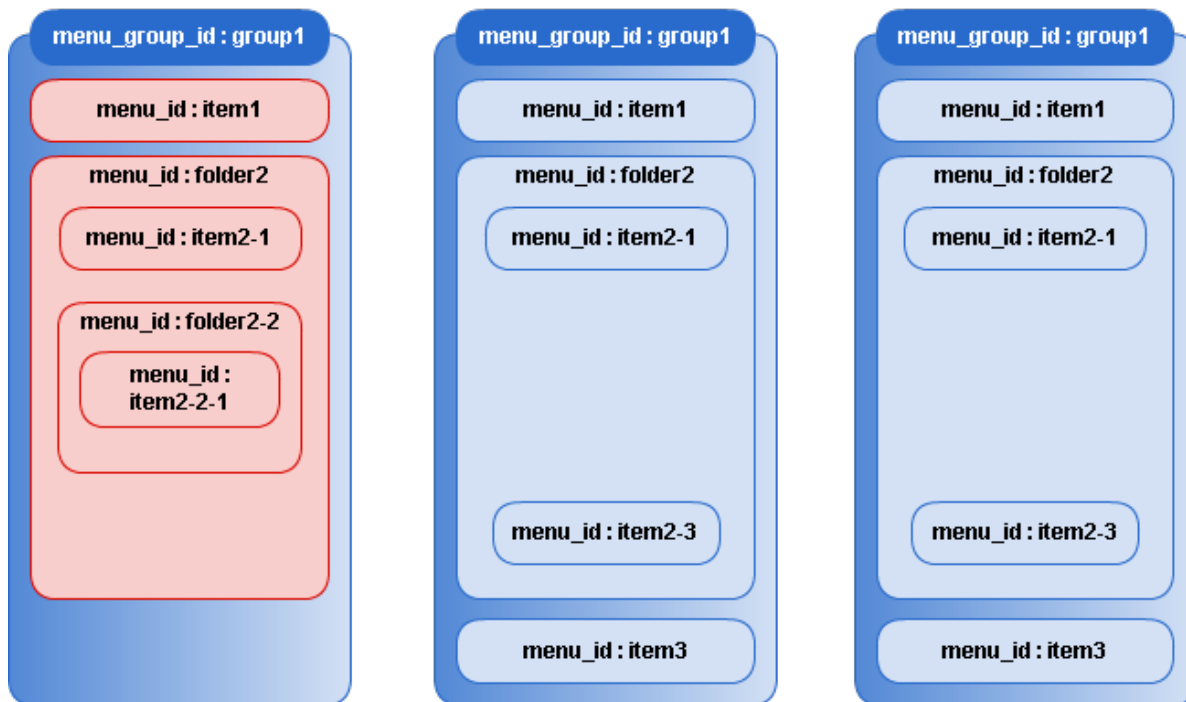 menu_group_id : group1
menu_id : item1
menu_id : folder2
menu_id : item2-1
menu_id : folder2-2
menu_id :
item2-2-1
menu_group_id : group1
menu_id : item1
menu_id : folder2
menu_id : item2-1
menu_id : item2-3
menu_id : item3
menu_group_id : group1
menu_id : item1
menu_id : folder2
menu_id : item2-1
menu_id : item2-3
menu_id : item3